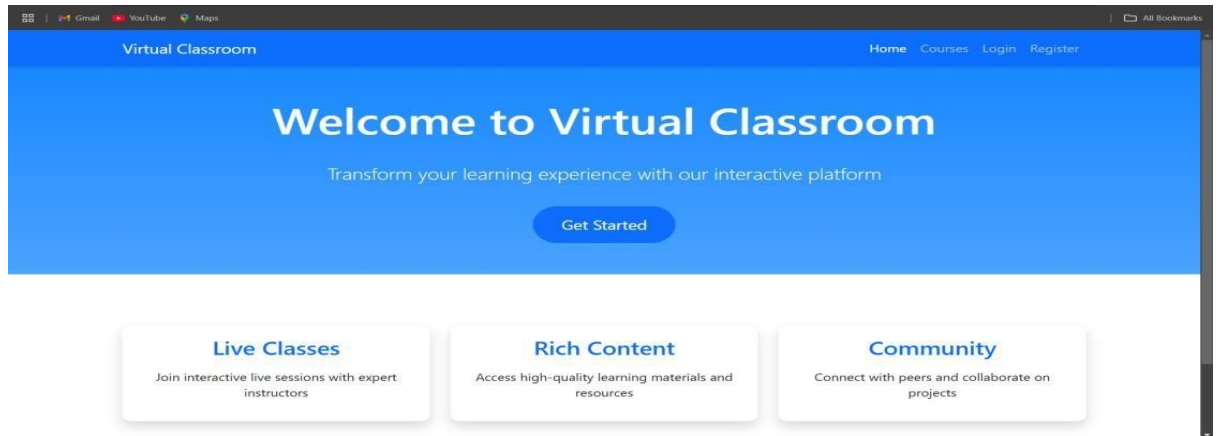 Gmail YouTube Maps All Bookmarks
Virtual Classroom Home Courses Login Register
Welcome to Virtual Classroom
Transform your learning experience with our interactive platform
Get Started
Live Classes
Join interactive live sessions with expert
instructors
Rich Content
Access high-quality learning materials and
resources
Community
Connect with peers and collaborate on
projects